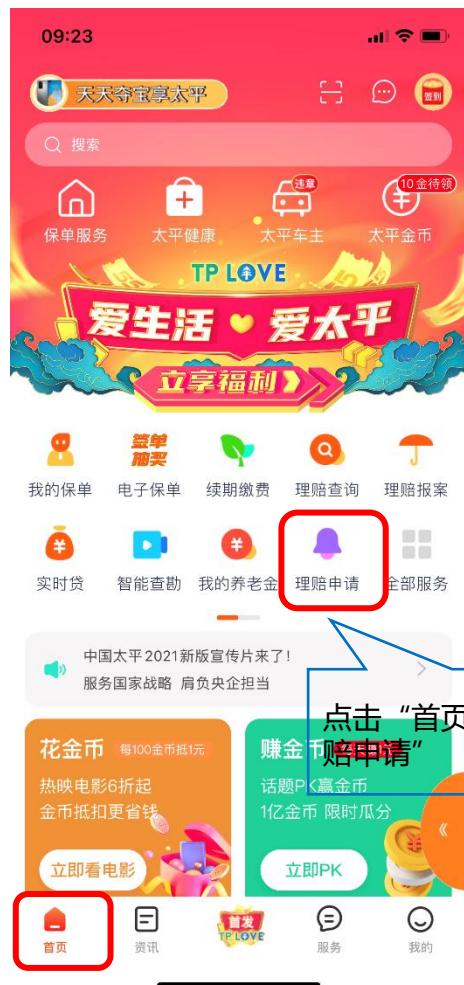 09:23
天天夺宝享太平
签到
搜索
违章
10金待领
保单服务 太平健康 太平车主 太平金币
TP LOVE
爱生活 爱太平
立享福利
签单
抽奖
我的保单 电子保单 续期缴费 理赔查询 理赔报案
实时贷 智能查勘 我的养老金 理赔申请 全部服务
中国太平2021新版宣传片来了!
服务国家战略 肩负央企担当
点击“首页
赔申请”
花金币 每100金币抵1元
热映电影6折起
金币抵扣更省钱
立即看电影
赚金币
话题PK赢金币
1亿金币 限时瓜分
立即PK
首发
TP LOVE
首页 资讯 服务 我的